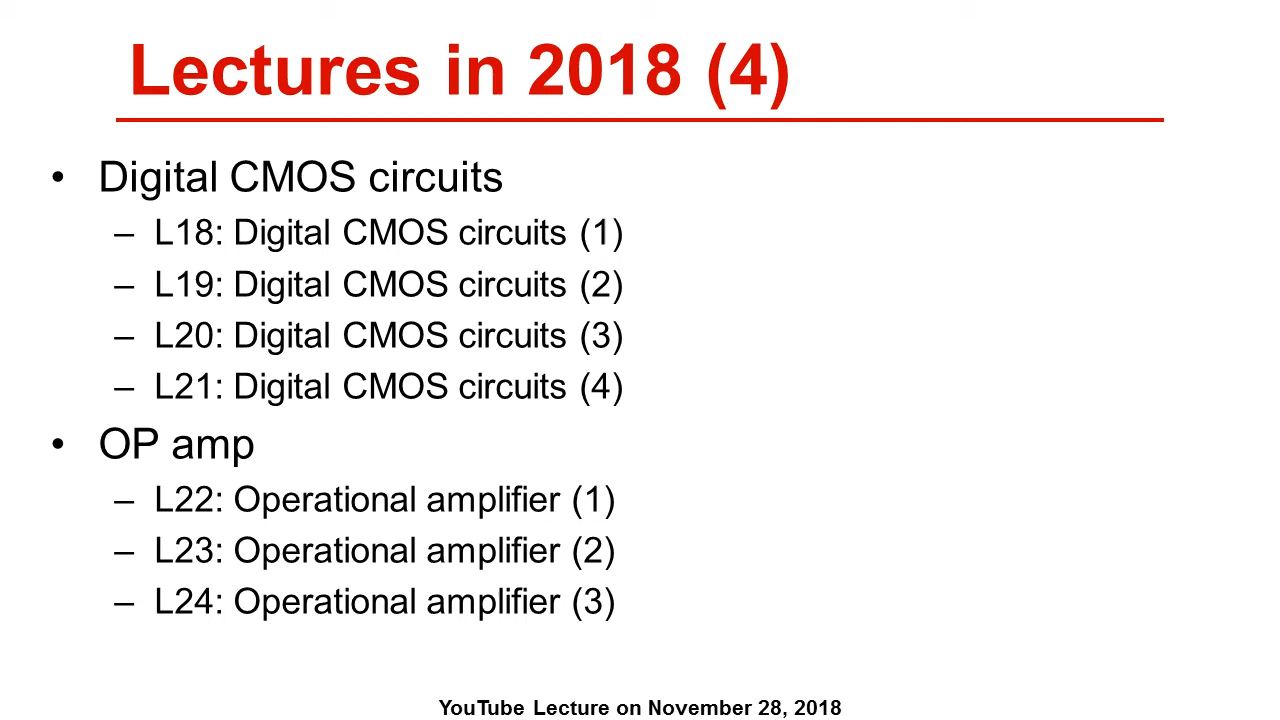 Lectures in 2018 (4)
• Digital CMOS circuits
– L18: Digital CMOS circuits (1)
– L19: Digital CMOS circuits (2)
– L20: Digital CMOS circuits (3)
– L21: Digital CMOS circuits (4)
• OP amp
– L22: Operational amplifier (1)
– L23: Operational amplifier (2)
– L24: Operational amplifier (3)
YouTube Lecture on November 28, 2018